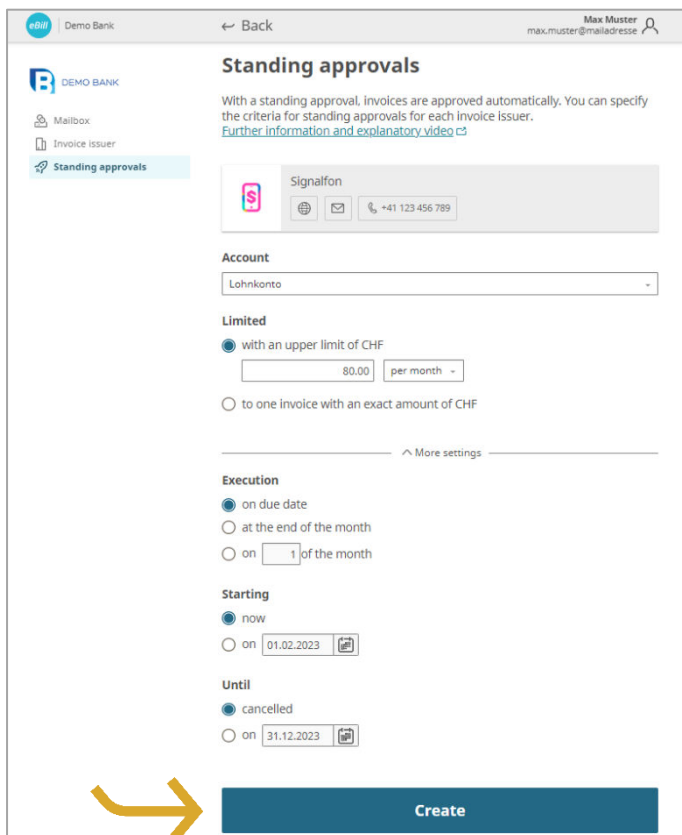 eBill Demo Bank
← Back
Max Muster
max.muster@mailadresse
DEMO BANK
Mailbox
Invoice issuer
Standing approvals
Standing approvals
With a standing approval, invoices are approved automatically. You can specify
the criteria for standing approvals for each invoice issuer.
Further information and explanatory video
$
Signalfon
+41 123 456 789
Account
Lohnkonto
Limited
with an upper limit of CHF
80.00 per month
to one invoice with an exact amount of CHF
More settings
Execution
on due date
at the end of the month
on 1 of the month
Starting
now
on 01.02.2023
Until
cancelled
on 31.12.2023
Create